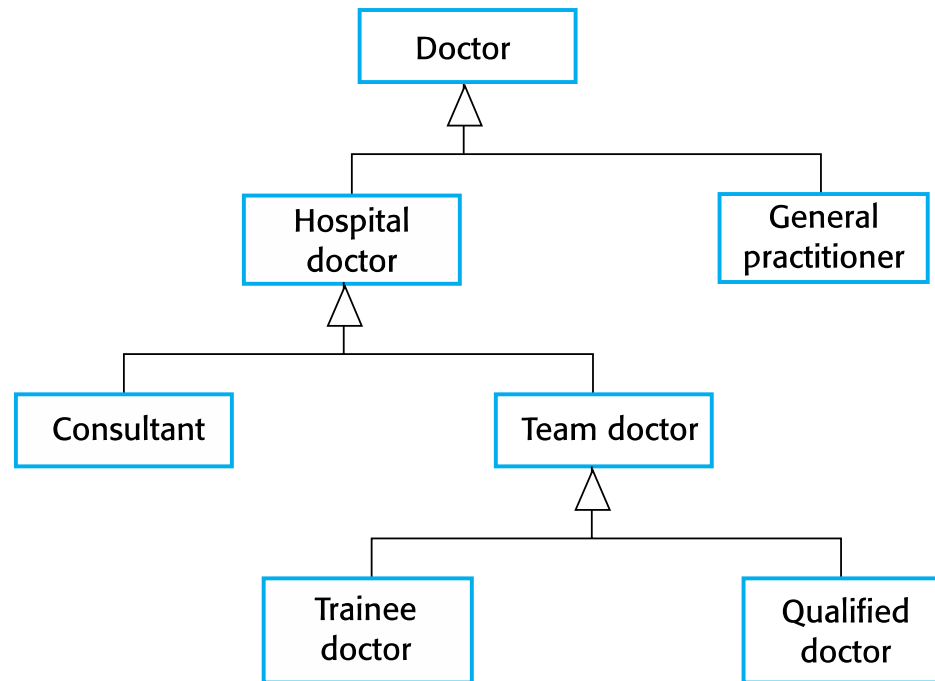 Doctor
Hospital
doctor
General
practitioner
Consultant
Team doctor
Trainee
doctor
Qualified
doctor